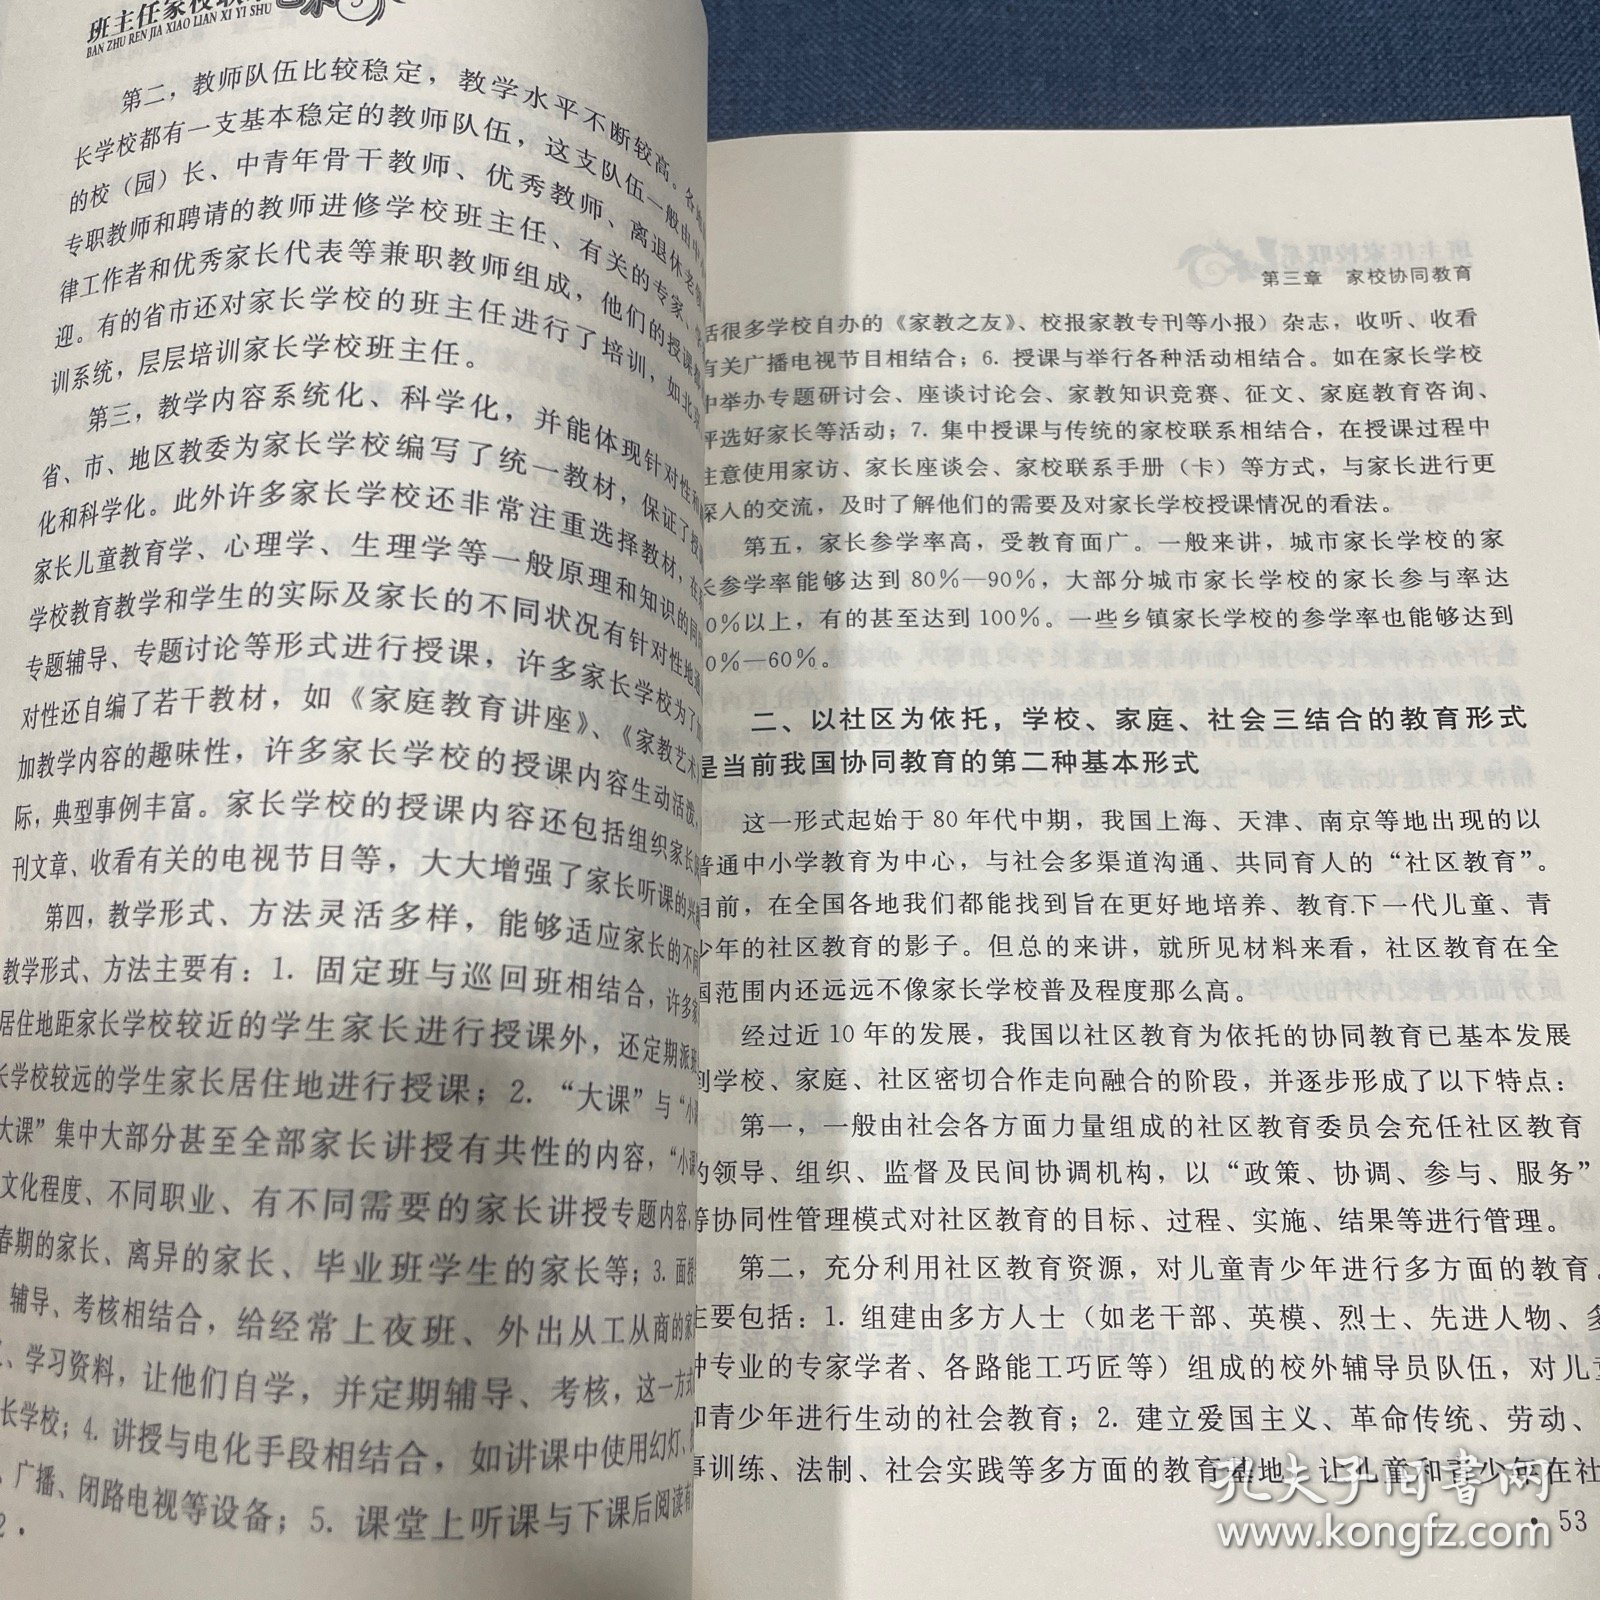 班主任家校联系艺术
BAN ZHU REN JIA XIAO LIAN XI YI SHU
第二，教师队伍比较稳定，教学水平不断较高。各地
长学校都有一支基本稳定的教师队伍，这支队伍一般由中
的校（园）长、中青年骨干教师、优秀教师、离退休老
专职教师和聘请的教师进修学校班主任、有关的专家、学
律工作者和优秀家长代表等兼职教师组成，他们的授课
迎。有的省市还对家长学校的班主任进行了培训，如北
训系统，层层培训家长学校班主任。
第三，教学内容系统化、科学化，并能体现针对性和
省、市、地区教委为家长学校编写了统一教材，保证了授
化和科学化。此外许多家长学校还非常注重选择教材，在
家长儿童教育学、心理学、生理学等一般原理和知识的同
学校教育教学和学生的实际及家长的不同状况有针对性地
专题辅导、专题讨论等形式进行授课，许多家长学校为了
对性还自编了若干教材，如《家庭教育讲座》、《家教艺术
加教学内容的趣味性，许多家长学校的授课内容生动活泼，
际，典型事例丰富。家长学校的授课内容还包括组织家长
刊文章、收看有关的电视节目等，大大增强了家长听课的兴
第四，教学形式、方法灵活多样，能够适应家长的不同
教学形式、方法主要有：1. 固定班与巡回班相结合，许多家
居住地距家长学校较近的学生家长进行授课外，还定期派班
长学校较远的学生家长居住地进行授课；2. “大课”与“小
大课”集中大部分甚至全部家长讲授有共性的内容，“小课
文化程度、不同职业、有不同需要的家长讲授专题内容，
春期的家长、离异的家长、毕业班学生的家长等；3. 面授
辅导、考核相结合，给经常上夜班、外出从工从商的家
、学习资料，让他们自学，并定期辅导、考核，这一方式
长学校；4. 讲授与电化手段相结合，如讲课中使用幻灯、
、广播、闭路电视等设备；5. 课堂上听课与下课后阅读有
2 ·
第三章 家校协同教育
括很多学校自办的《家教之友》、校报家教专刊等小报）杂志，收听、收看
有关广播电视节目相结合；6. 授课与举行各种活动相结合。如在家长学校
中举办专题研讨会、座谈讨论会、家教知识竞赛、征文、家庭教育咨询、
评选好家长等活动；7. 集中授课与传统的家校联系相结合，在授课过程中
注意使用家访、家长座谈会、家校联系手册（卡）等方式，与家长进行更
深入的交流，及时了解他们的需要及对家长学校授课情况的看法。
第五，家长参学率高，受教育面广。一般来讲，城市家长学校的家
长参学率能够达到 80%—90%，大部分城市家长学校的家长参与率达
0%以上，有的甚至达到 100%。一些乡镇家长学校的参学率也能够达到
0%—60%。
二、以社区为依托，学校、家庭、社会三结合的教育形式
是当前我国协同教育的第二种基本形式
这一形式起始于 80 年代中期，我国上海、天津、南京等地出现的以
普通中小学教育为中心，与社会多渠道沟通、共同育人的“社区教育”。
目前，在全国各地我们都能找到旨在更好地培养、教育.下一代儿童、青
少年的社区教育的影子。但总的来讲，就所见材料来看，社区教育在全
国范围内还远远不像家长学校普及程度那么高。
经过近 10 年的发展，我国以社区教育为依托的协同教育已基本发展
到学校、家庭、社区密切合作走向融合的阶段，并逐步形成了以下特点：
第一，一般由社会各方面力量组成的社区教育委员会充任社区教育
的领导、组织、监督及民间协调机构，以“政策、协调、参与、服务”
等协同性管理模式对社区教育的目标、过程、实施、结果等进行管理。
第二，充分利用社区教育资源，对儿童青少年进行多方面的教育。
主要包括：1. 组建由多方人士（如老干部、英模、烈士、先进人物、多
种专业的专家学者、各路能工巧匠等）组成的校外辅导员队伍，对儿童
和青少年进行生动的社会教育；2. 建立爱国主义、革命传统、劳动、
事训练、法制、社会实践等多方面的教育基地，让儿童和青少年在社
· 53
孔夫子旧书网
www.kongfz.com